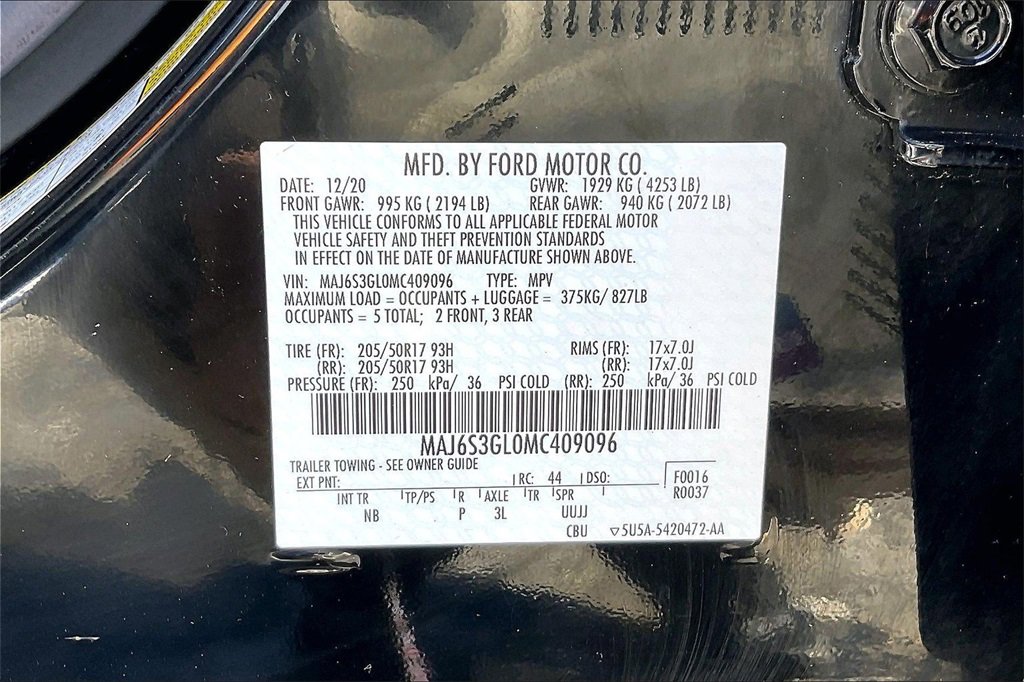 MFD. BY FORD MOTOR CO.
DATE: 12/20 GVWR: 1929 KG ( 4253 LB)
FRONT GAWR: 995 KG ( 2194 LB) REAR GAWR: 940 KG ( 2072 LB)
THIS VEHICLE CONFORMS TO ALL APPLICABLE FEDERAL MOTOR
VEHICLE SAFETY AND THEFT PREVENTION STANDARDS
IN EFFECT ON THE DATE OF MANUFACTURE SHOWN ABOVE.
VIN: MAJ6S3GL0MC409096 TYPE: MPV
MAXIMUM LOAD = OCCUPANTS + LUGGAGE = 375KG/ 827LB
OCCUPANTS = 5 TOTAL; 2 FRONT, 3 REAR
TIRE (FR): 205/50R17 93H RIMS (FR): 17x7.0J
(RR): 205/50R17 93H (RR): 17x7.0J
PRESSURE (FR): 250 kPa/ 36 PSI COLD (RR): 250 kPa/ 36 PSI COLD
MAJ6S3GL0MC409096
TRAILER TOWING - SEE OWNER GUIDE
EXT PNT: RC: 44 DSO: F0016
INT TR TP/PS R AXLE TR SPR R0037
NB P 3L UUJJ
CBU ▽5U5A-5420472-AA